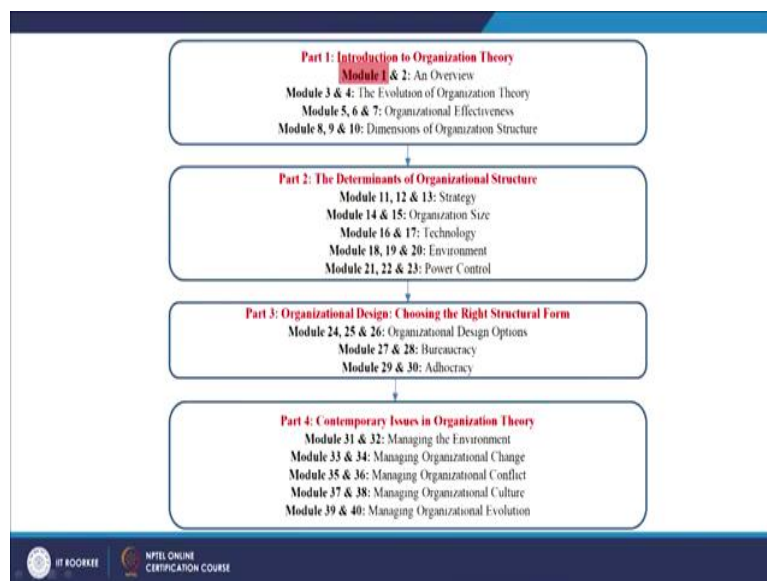 Part 1: Introduction to Organization Theory
Module 1 & 2: An Overview
Module 3 & 4: The Evolution of Organization Theory
Module 5, 6 & 7: Organizational Effectiveness
Module 8, 9 & 10: Dimensions of Organization Structure
Part 2: The Determinants of Organizational Structure
Module 11, 12 & 13: Strategy
Module 14 & 15: Organization Size
Module 16 & 17: Technology
Module 18, 19 & 20: Environment
Module 21, 22 & 23: Power Control
Part 3: Organizational Design: Choosing the Right Structural Form
Module 24, 25 & 26: Organizational Design Options
Module 27 & 28: Bureaucracy
Module 29 & 30: Adhocracy
Part 4: Contemporary Issues in Organization Theory
Module 31 & 32: Managing the Environment
Module 33 & 34: Managing Organizational Change
Module 35 & 36: Managing Organizational Conflict
Module 37 & 38: Managing Organizational Culture
Module 39 & 40: Managing Organizational Evolution
IIT ROORKEE
NPTEL ONLINE
CERTIFICATION COURSE